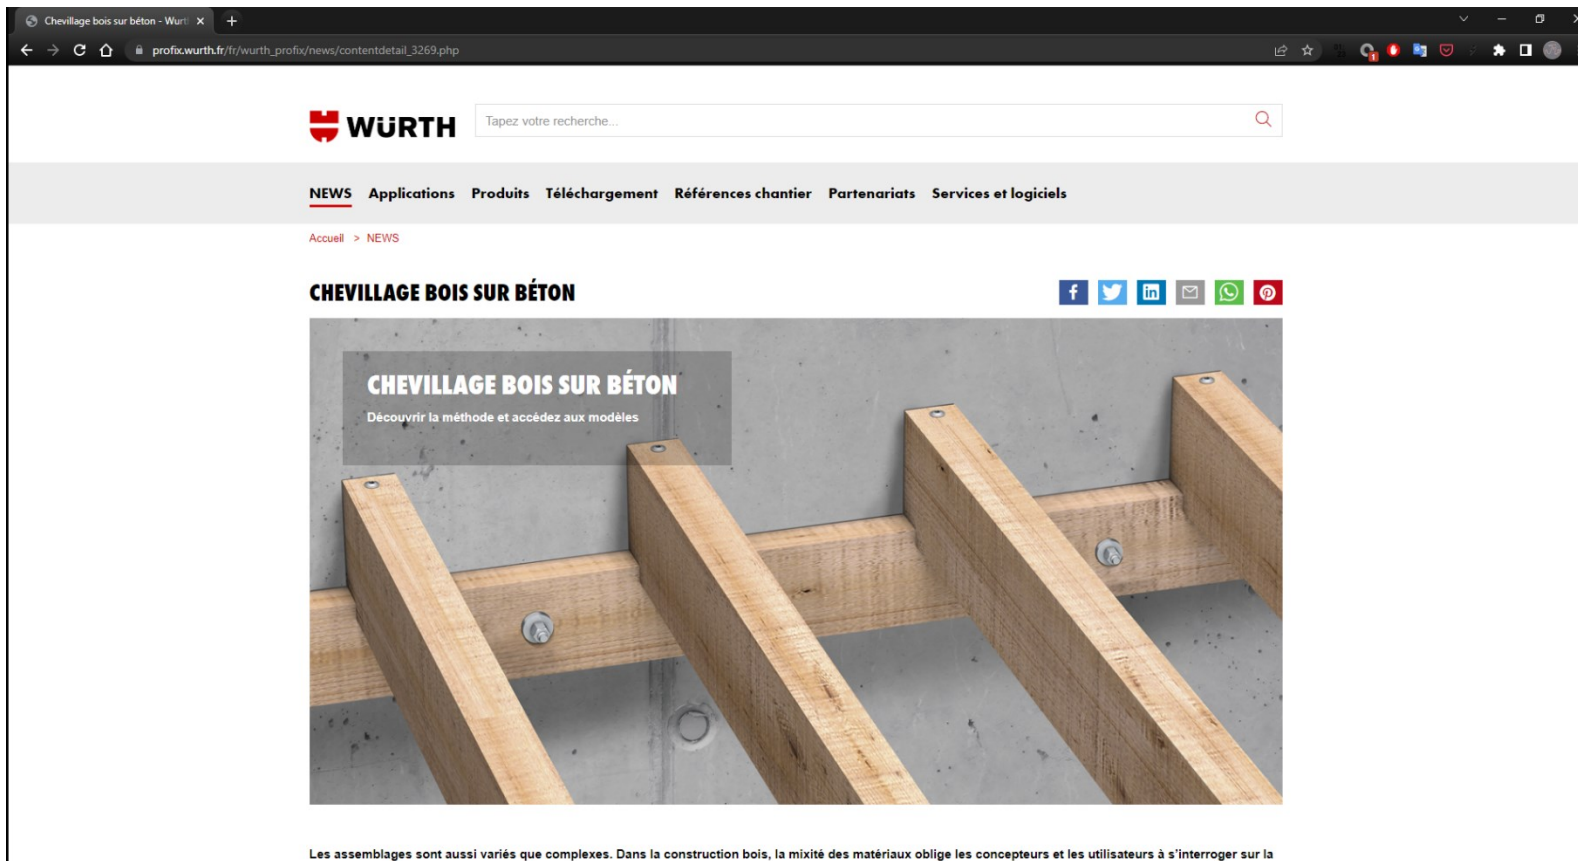 Chevillage bois sur béton - Wurt
profix.wurth.fr/fr/wurth_profix/news/contentdetail_3269.php
1
WÜRTH
Tapez votre recherche...
NEWS Applications Produits Téléchargement Références chantier Partenariats Services et logiciels
Accueil > NEWS
CHEVILLAGE BOIS SUR BÉTON
CHEVILLAGE BOIS SUR BÉTON
Découvrir la méthode et accédez aux modèles
Les assemblages sont aussi variés que complexes. Dans la construction bois, la mixité des matériaux oblige les concepteurs et les utilisateurs à s'interroger sur la